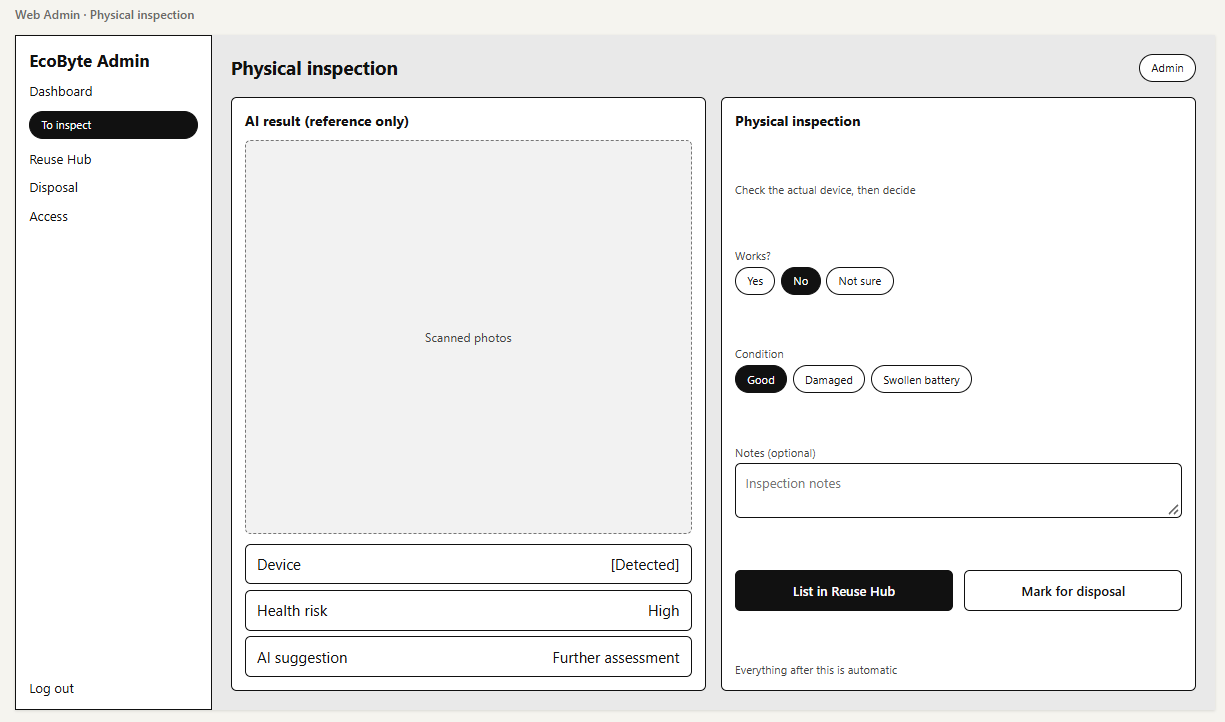 Web Admin · Physical inspection
EcoByte Admin
Dashboard
To inspect
Reuse Hub
Disposal
Access
Log out
Physical inspection
Admin
AI result (reference only)
Scanned photos
Device [Detected]
Health risk High
AI suggestion Further assessment
Physical inspection
Check the actual device, then decide
Works?
Yes No Not sure
Condition
Good Damaged Swollen battery
Notes (optional)
Inspection notes
List in Reuse Hub Mark for disposal
Everything after this is automatic